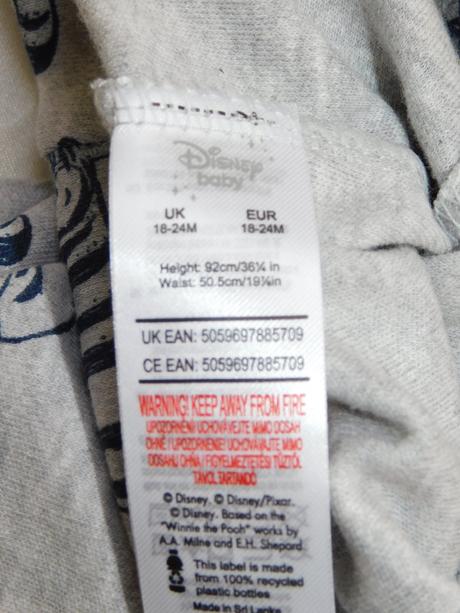 Disney
baby
UK EUR
18-24M 18-24M
Height: 92cm/36¼ in
Waist: 50.5cm/19⅞in
UK EAN: 5059697885709
CE EAN: 5059697885709
WARNING! KEEP AWAY FROM FIRE
UPOZORNĚNÍ! UCHOVÁVEJTE MIMO DOSAH
OHNĚ / UPOZORNENIE! UCHOVÁVAJTE MIMO
DOSAHU OHŇA / FIGYELMEZTETÉS! TŰZTŐL
TÁVOL TARTANDÓ
© Disney. © Disney/Pixar.
© Disney. Based on the
"Winnie the Pooh" works by
A.A. Milne and E.H. Shepard.
This label is made
from 100% recycled
plastic bottles
Made in Sri Lanka